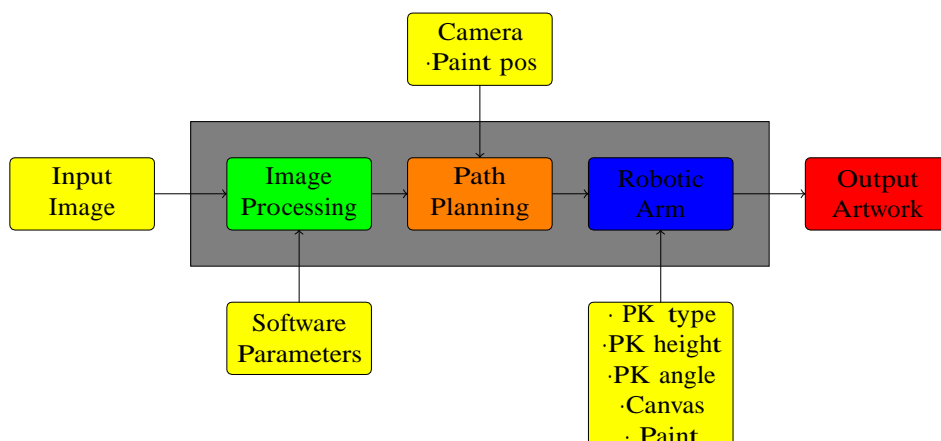 Camera
·Paint pos
Input
Image
Image
Processing
Path
Planning
Robotic
Arm
Output
Artwork
Software
Parameters
· PK type
·PK height
·PK angle
·Canvas
· Paint